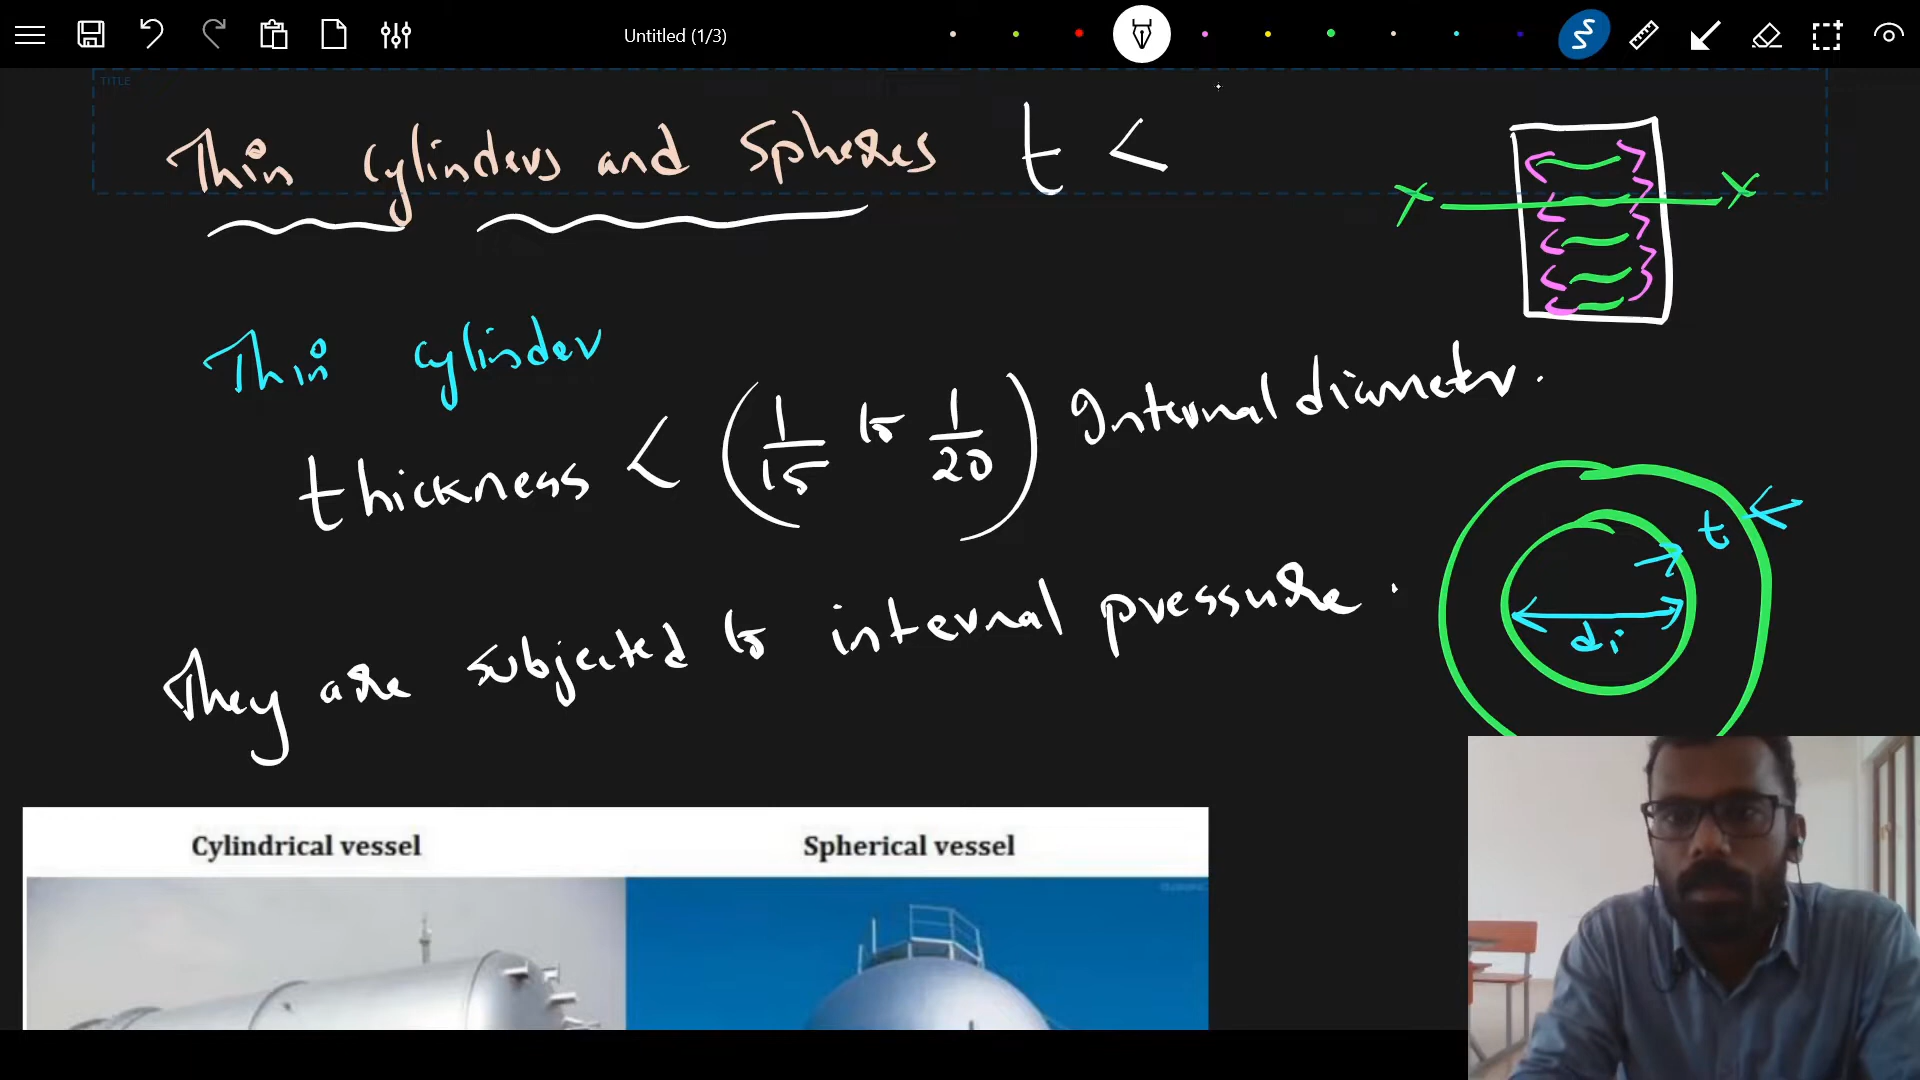 Untitled (1/3)
TITLE
Thin cylinders and Spheres t <
X X
Thin cylinder
thickness < (1/15 to 1/20) Internal diameter.
t
di
They are subjected to internal pressure.
Cylindrical vessel Spherical vessel